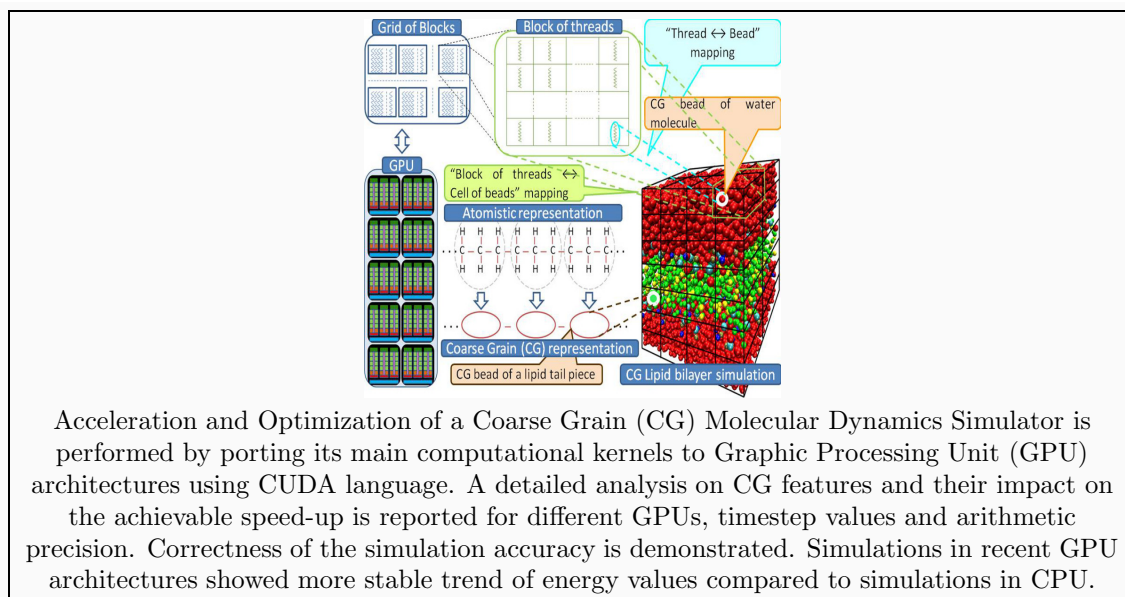 Grid of Blocks
Block of threads
“Thread ↔ Bead”
mapping
CG bead of water
molecule
GPU
“Block of threads ↔
Cell of beads” mapping
Atomistic representation
H H H H H H H H H
··· C – C – C – C – C – C – C – C – C ···
H H H H H H H H H
··· – – ···
Coarse Grain (CG) representation
CG bead of a lipid tail piece
CG Lipid bilayer simulation
Acceleration and Optimization of a Coarse Grain (CG) Molecular Dynamics Simulator is
performed by porting its main computational kernels to Graphic Processing Unit (GPU)
architectures using CUDA language. A detailed analysis on CG features and their impact on
the achievable speed-up is reported for different GPUs, timestep values and arithmetic
precision. Correctness of the simulation accuracy is demonstrated. Simulations in recent GPU
architectures showed more stable trend of energy values compared to simulations in CPU.